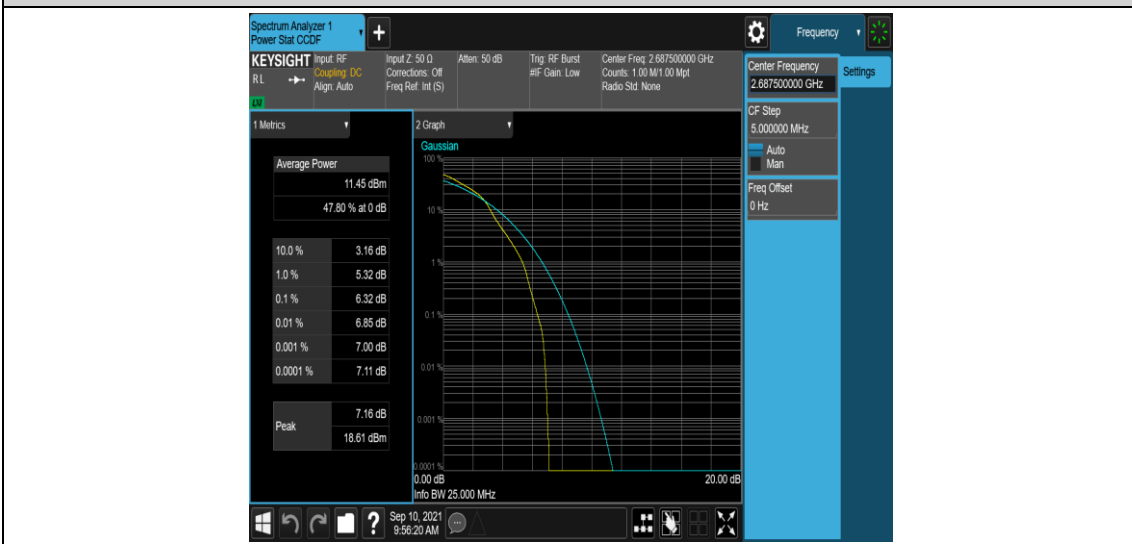 Spectrum Analyzer 1
Power Stat CCDF
+
Frequency
KEYSIGHT
RL
LW
Input: RF
Coupling: DC
Align: Auto
Input Z: 50 Ω
Corrections: Off
Freq Ref: Int (S)
Atten: 50 dB
Trig: RF Burst
#IF Gain: Low
Center Freq: 2.687500000 GHz
Counts: 1.00 M/1.00 Mpt
Radio Std: None
Center Frequency
2.687500000 GHz
Settings
CF Step
5.000000 MHz
Auto
Man
Freq Offset
0 Hz
1 Metrics
Average Power
11.45 dBm
47.80 % at 0 dB
10.0 % 3.16 dB
1.0 % 5.32 dB
0.1 % 6.32 dB
0.01 % 6.85 dB
0.001 % 7.00 dB
0.0001 % 7.11 dB
Peak
7.16 dB
18.61 dBm
2 Graph
Gaussian
100 %
10 %
1 %
0.1 %
0.01 %
0.001 %
0.0001 %
0.00 dB 20.00 dB
Info BW 25.000 MHz
?
Sep 10, 2021
9:56:20 AM